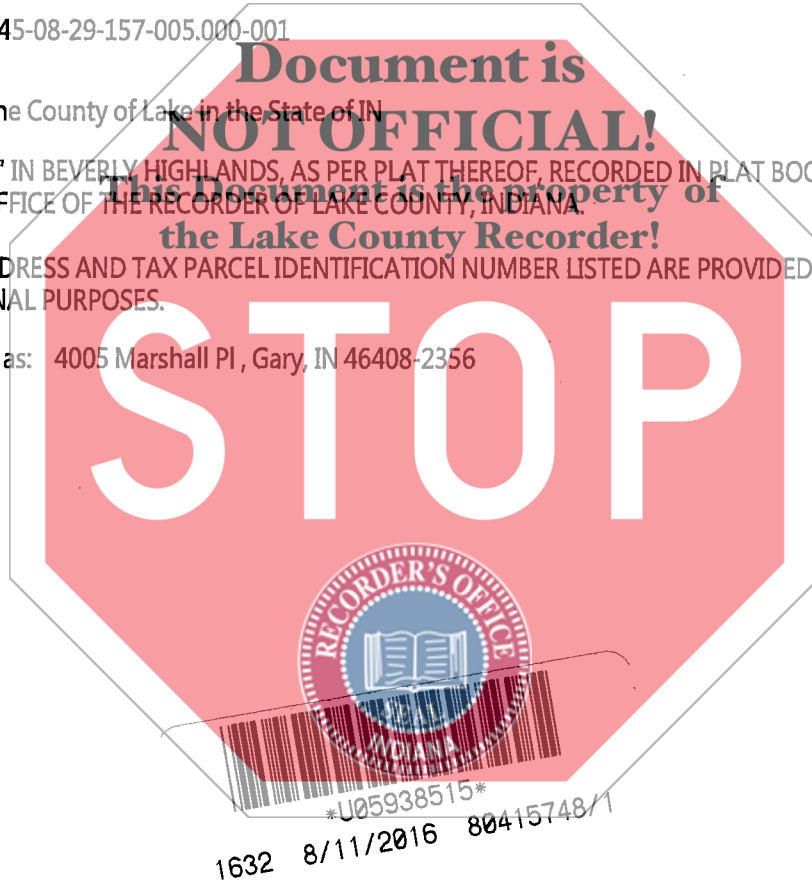 45-08-29-157-005.000-001
Document is
ne County of Lake in the State of IN
NOT OFFICIAL!
" IN BEVERLY HIGHLANDS, AS PER PLAT THEREOF, RECORDED IN PLAT BOO
This Document is the property of
FFICE OF THE RECORDER OF LAKE COUNTY, INDIANA.
the Lake County Recorder!
DRESS AND TAX PARCEL IDENTIFICATION NUMBER LISTED ARE PROVIDED
NAL PURPOSES.
as: 4005 Marshall Pl , Gary, IN 46408-2356
STOP
RECORDER'S OFFICE
SEAL
INDIANA
*U05938515*
1632 8/11/2016 80415748/1